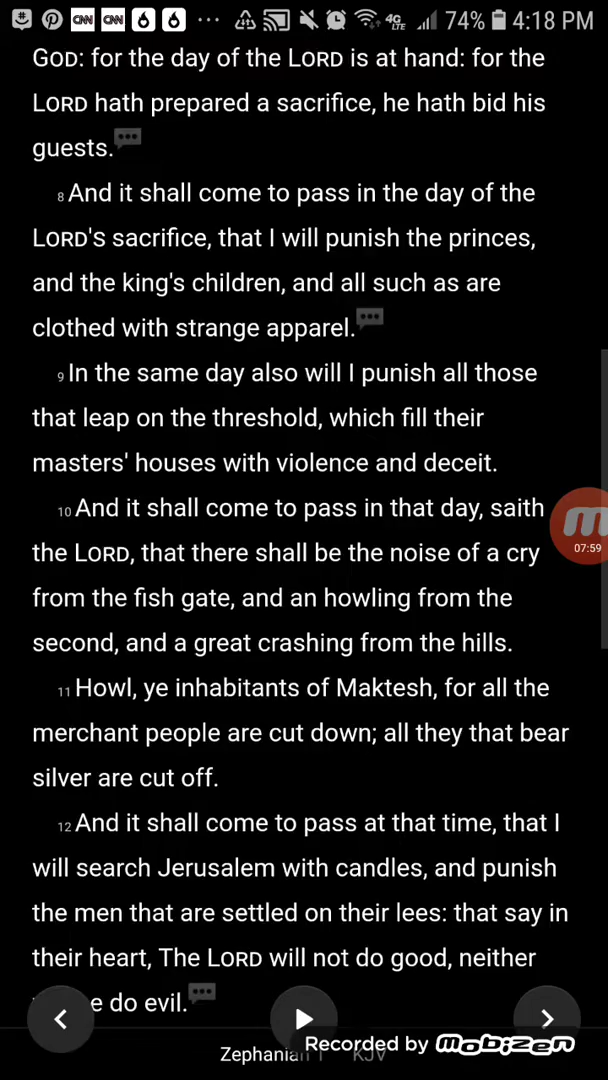 CNN CNN 4G LTE 74% 4:18 PM
GOD: for the day of the LORD is at hand: for the
LORD hath prepared a sacrifice, he hath bid his
guests.
8 And it shall come to pass in the day of the
LORD'S sacrifice, that I will punish the princes,
and the king's children, and all such as are
clothed with strange apparel.
9 In the same day also will I punish all those
that leap on the threshold, which fill their
masters' houses with violence and deceit.
10 And it shall come to pass in that day, saith
the LORD, that there shall be the noise of a cry
from the fish gate, and an howling from the
second, and a great crashing from the hills.
07:59
11 Howl, ye inhabitants of Maktesh, for all the
merchant people are cut down; all they that bear
silver are cut off.
12 And it shall come to pass at that time, that I
will search Jerusalem with candles, and punish
the men that are settled on their lees: that say in
their heart, The LORD will not do good, neither
e do evil.
Zephaniah 1 KJV
Recorded by Mobizen